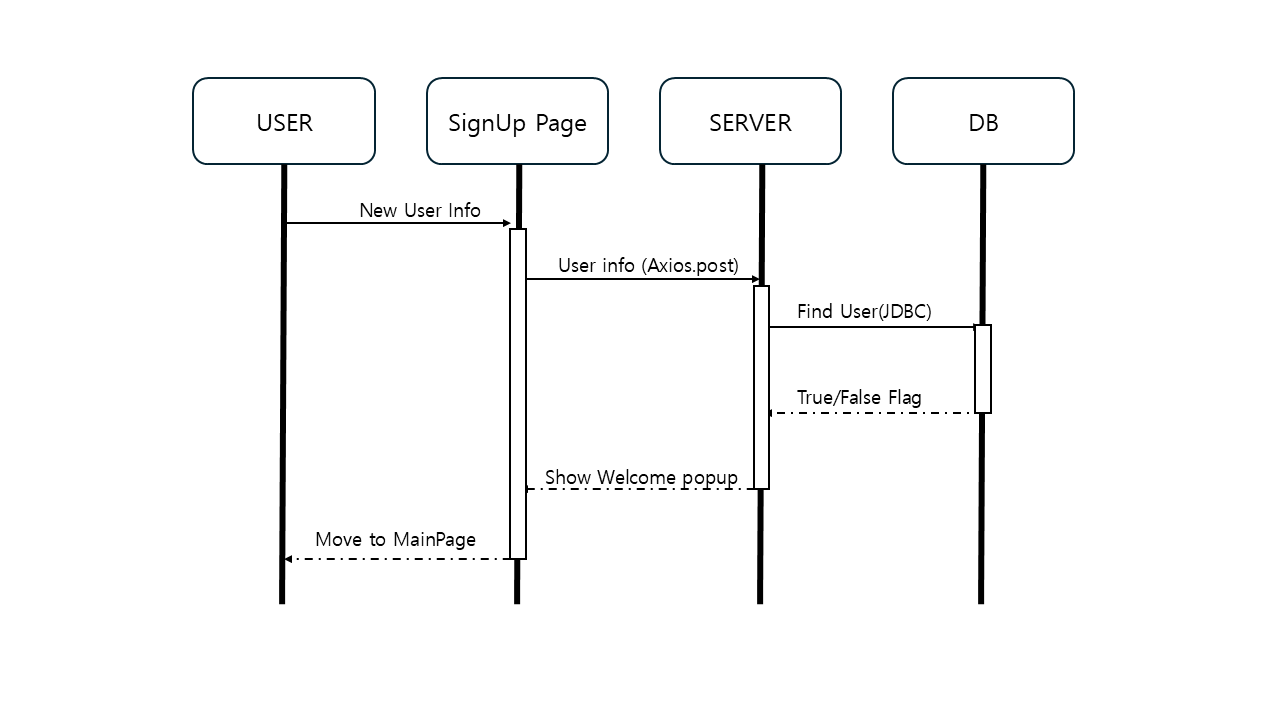 USER
SignUp Page
SERVER
DB
New User Info
User info (Axios.post)
Find User(JDBC)
True/False Flag
Show Welcome popup
Move to MainPage